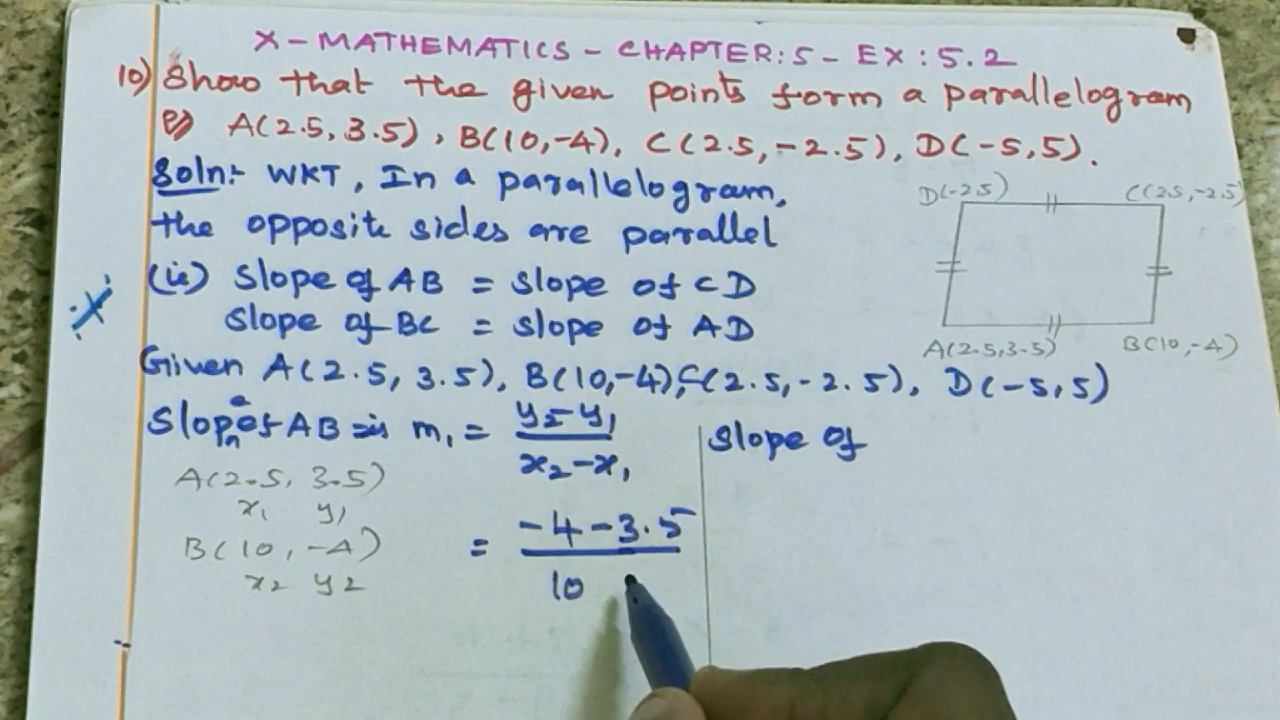 X-MATHEMATICS - CHAPTER:5 - EX:5.2
10) Show that the given points form a parallelogram
A(2.5, 3.5), B(10,-4), C(2.5,-2.5), D(-5,5).
Soln:- WKT, In a parallelogram,
the opposite sides are parallel
(ie) Slope of AB = Slope of CD
Slope of BC = Slope of AD
D(-2 5) C(2.5,-2.5)
A(2.5,3.5) B(10,-4)
Given A(2.5, 3.5), B(10,-4), C(2.5,-2.5), D(-5,5)
Slope of AB is m₁ = y₂-y₁
x₂-x₁
A(2.5, 3.5)
x₁ y₁
B(10, -4)
x₂ y₂
= -4-3.5
10
Slope of